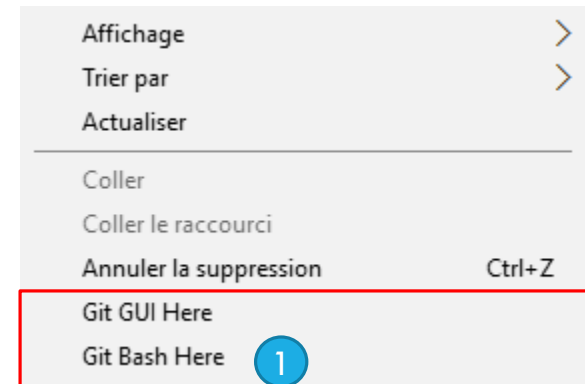 Affichage
Trier par
Actualiser
Coller
Coller le raccourci
Annuler la suppression Ctrl+Z
Git GUI Here
Git Bash Here 1